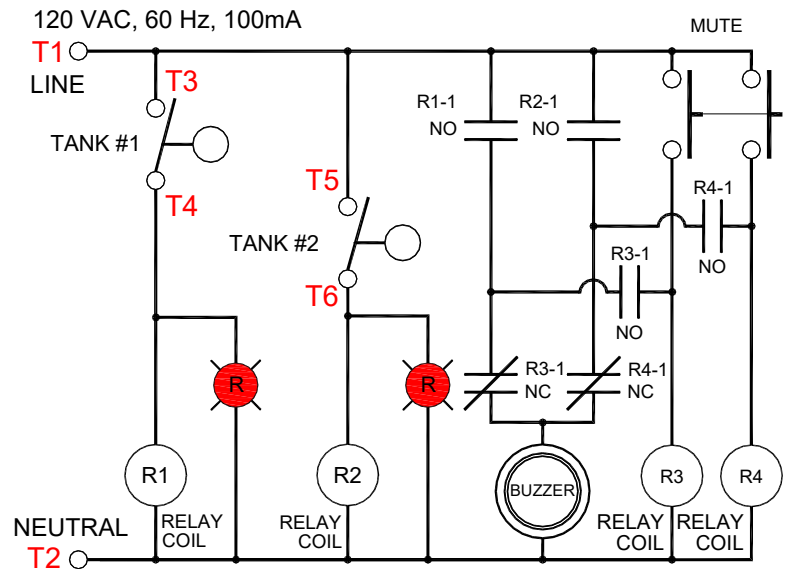 120 VAC, 60 Hz, 100mA
MUTE
T1
LINE
T3
R1-1
NO
R2-1
NO
TANK #1
T4
T5
R4-1
NO
TANK #2
R3-1
NO
T6
R
R
R3-1
NC
R4-1
NC
R1
R2
BUZZER
R3
R4
NEUTRAL
T2
RELAY
COIL
RELAY
COIL
RELAY
COIL
RELAY
COIL